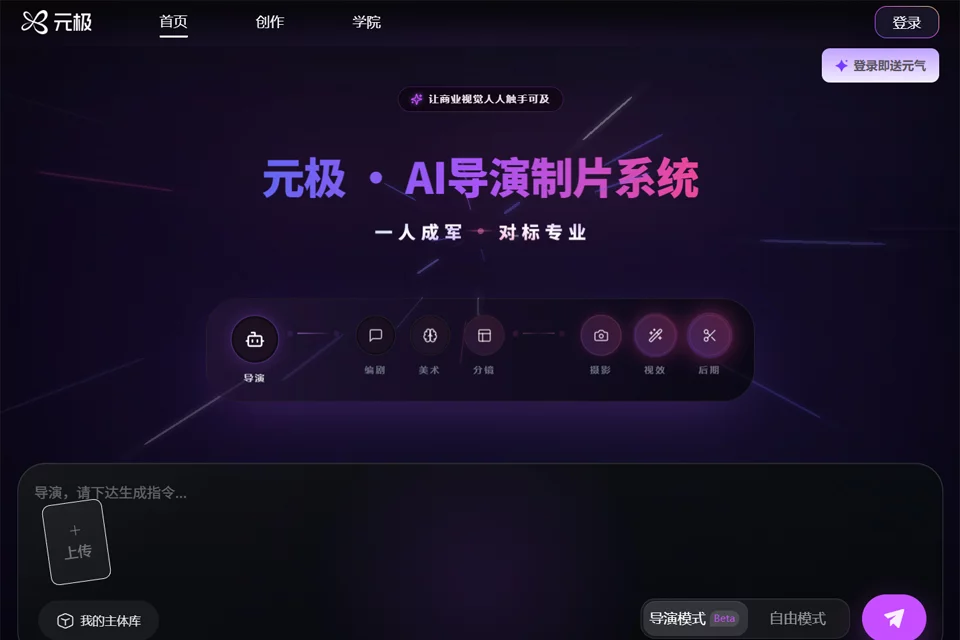 元极
首页 创作 学院
登录
登录即送元气
让商业视觉人人触手可及
元极 · AI导演制片系统
一人成军 · 对标专业
导演 编剧 美术 分镜 摄影 视效 后期
导演，请下达生成指令...
上传
我的主体库
导演模式 Beta 自由模式